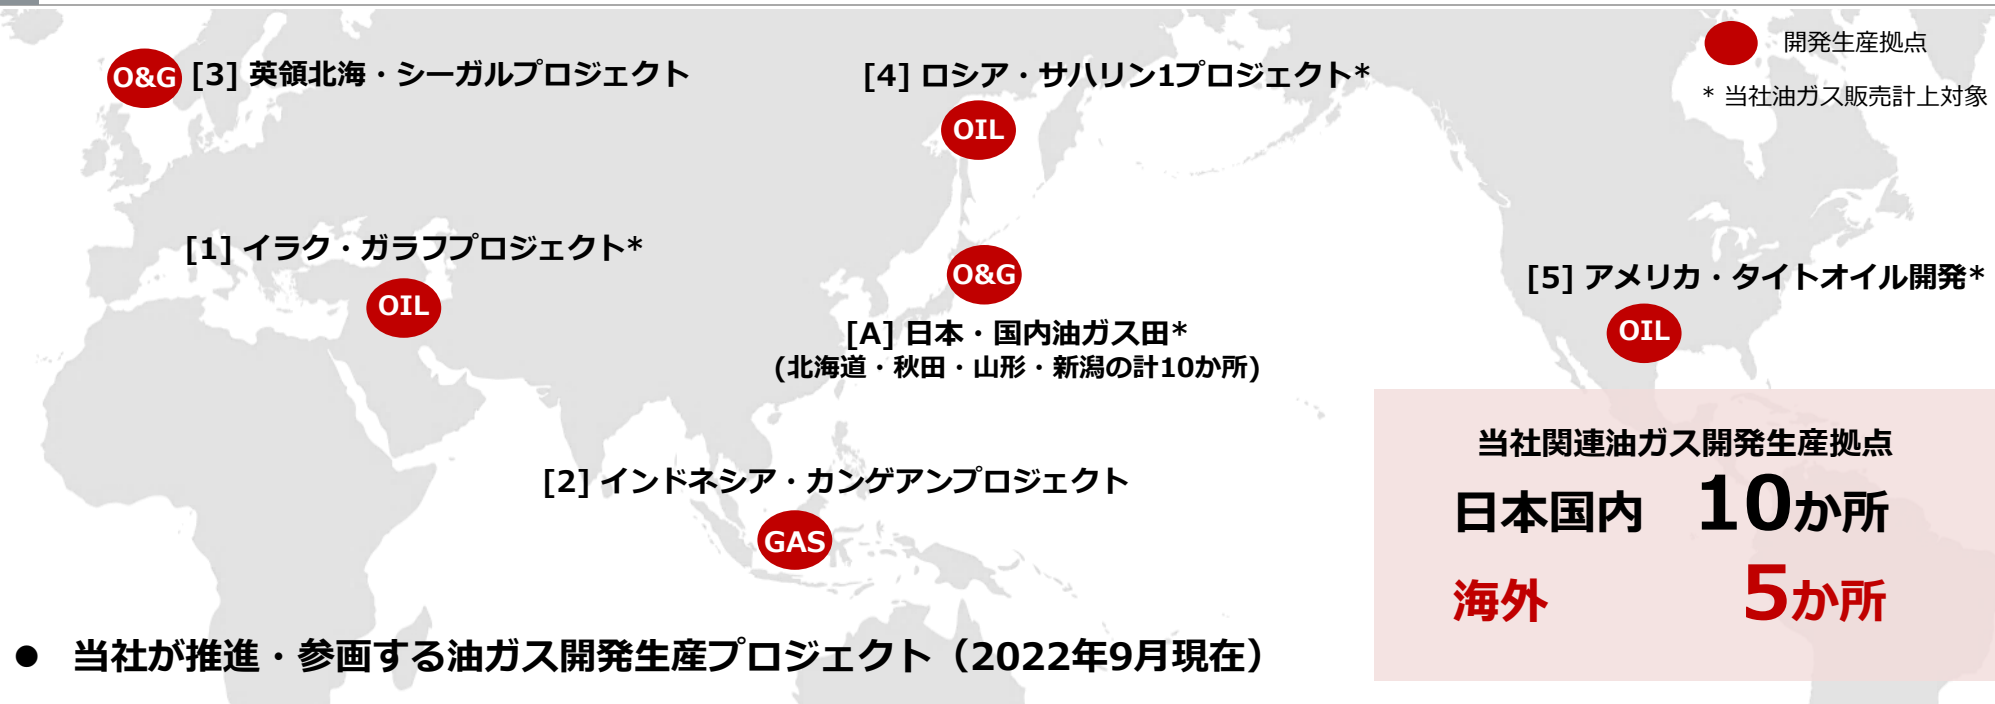 開発生産拠点
* 当社油ガス販売計上対象
O&G [3] 英領北海・シーガルプロジェクト
[4] ロシア・サハリン1プロジェクト*
OIL
[1] イラク・ガラフプロジェクト*
OIL
O&G
[A] 日本・国内油ガス田*
(北海道・秋田・山形・新潟の計10か所)
[5] アメリカ・タイトオイル開発*
OIL
[2] インドネシア・カンゲアンプロジェクト
GAS
当社関連油ガス開発生産拠点
日本国内 10か所
海外 5か所
● 当社が推進・参画する油ガス開発生産プロジェクト（2022年9月現在）